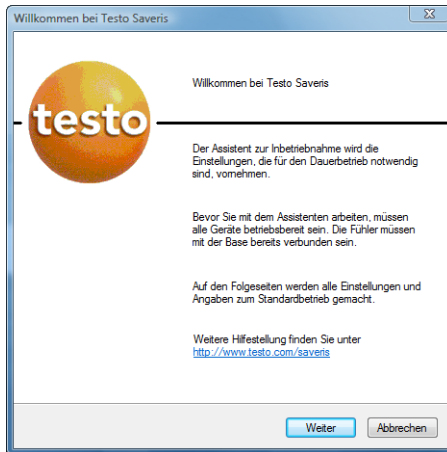 Willkommen bei Testo Saveris
Willkommen bei Testo Saveris
testo
Der Assistent zur Inbetriebnahme wird die
Einstellungen, die für den Dauerbetrieb notwendig
sind, vornehmen.
Bevor Sie mit dem Assistenten arbeiten, müssen
alle Geräte betriebsbereit sein. Die Fühler müssen
mit der Base bereits verbunden sein.
Auf den Folgeseiten werden alle Einstellungen und
Angaben zum Standardbetrieb gemacht.
Weitere Hilfestellung finden Sie unter
http://www.testo.com/saveris
Weiter
Abbrechen